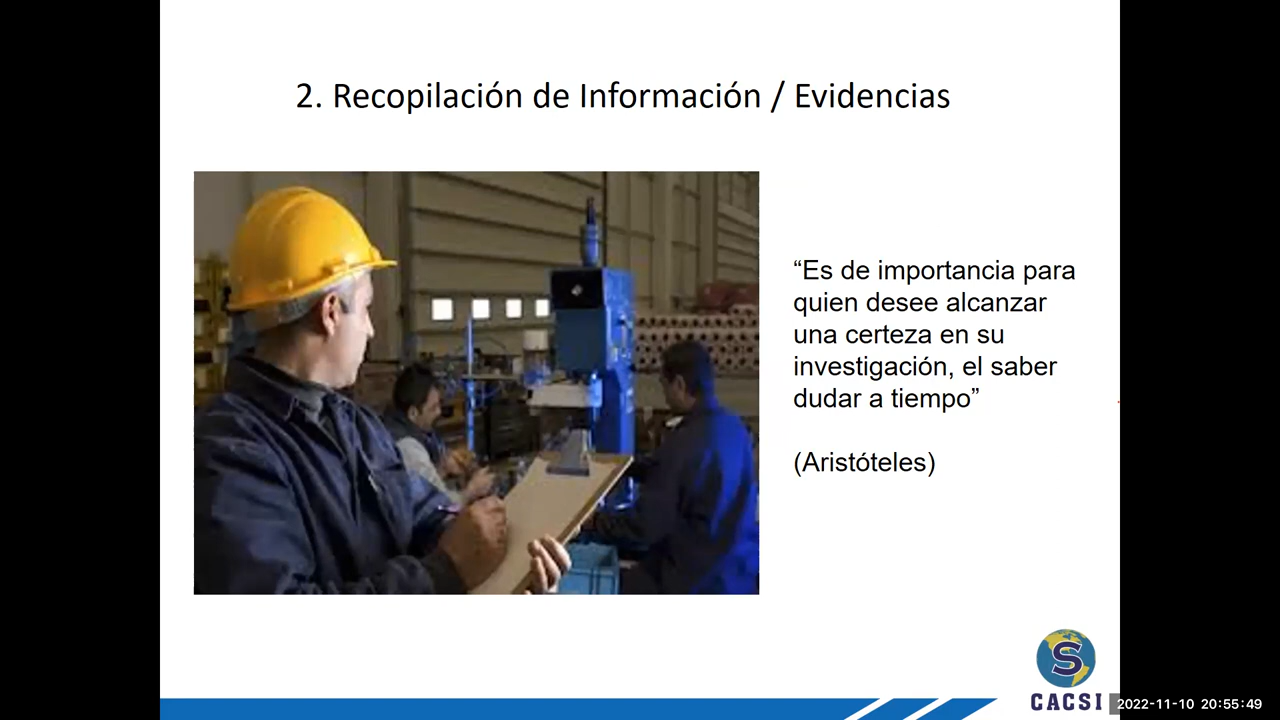 2. Recopilación de Información / Evidencias
“Es de importancia para
quien desee alcanzar
una certeza en su
investigación, el saber
dudar a tiempo”
(Aristóteles)
S
CACSI
2022-11-10 20:55:49